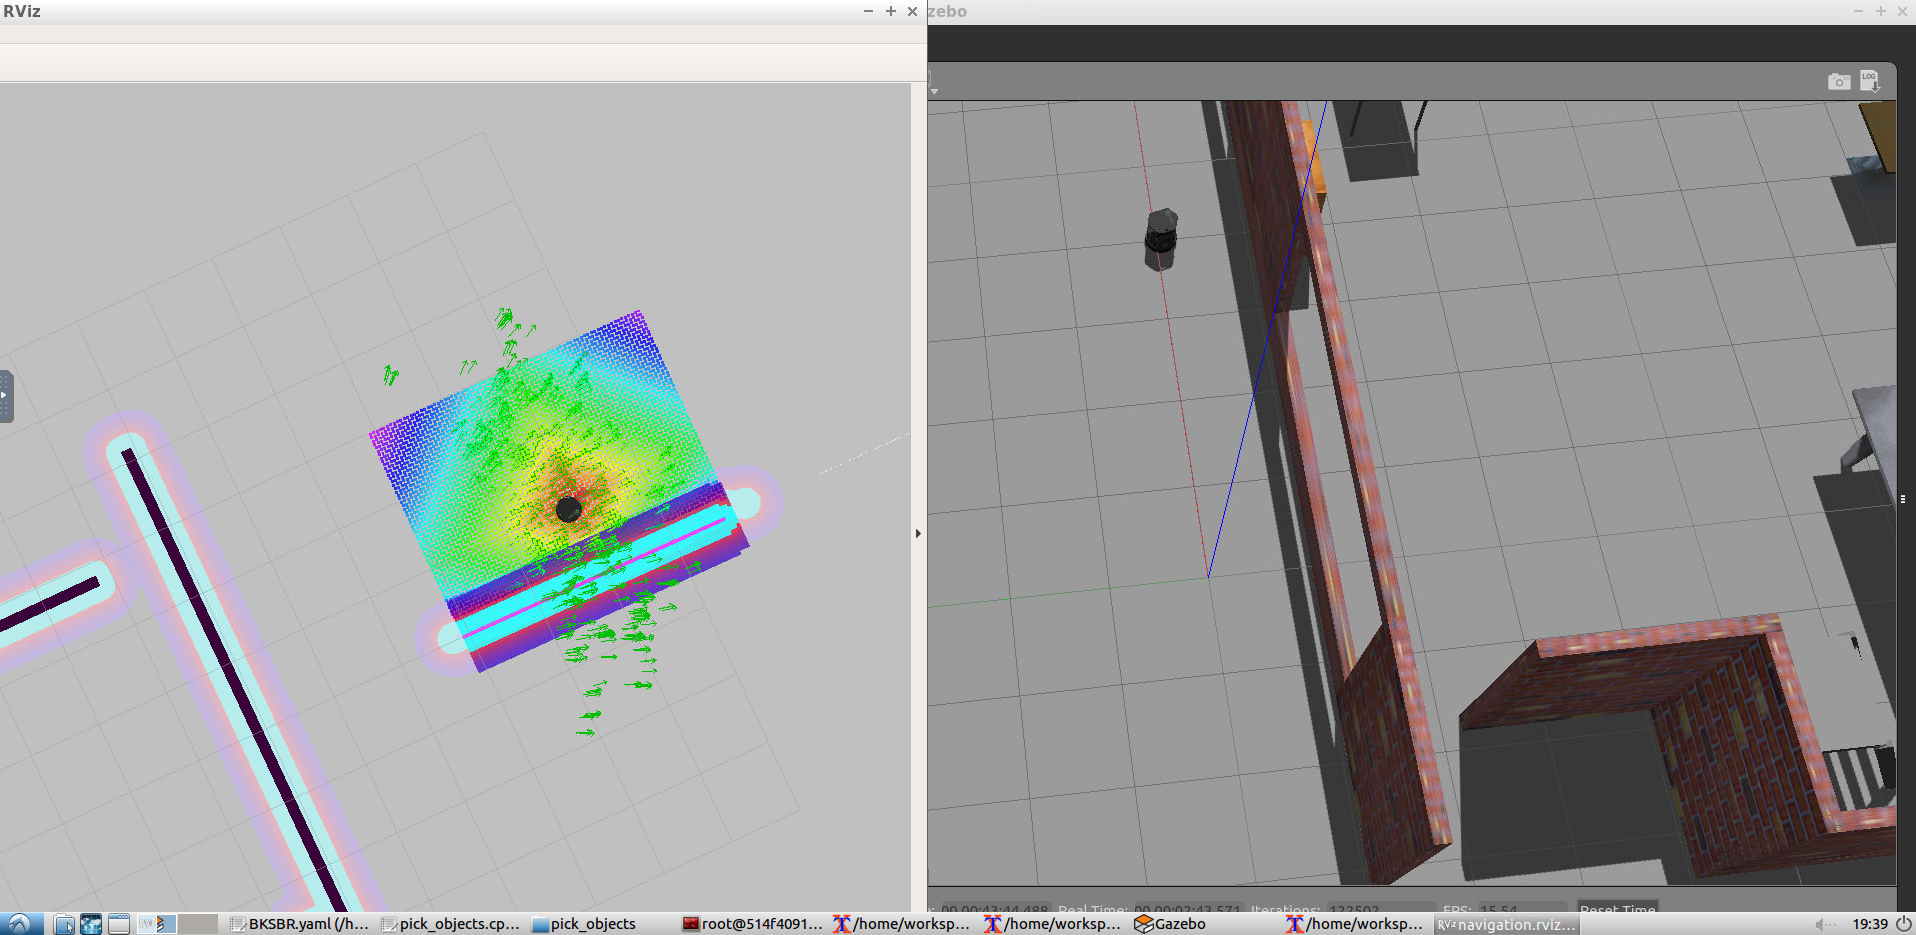 RViz
zebo
LOG
00:00:43:44.488 Real Time: 00 00:02:43.571 Iterations: 122502 FPS: 15.54 Reset Time
BKSBR.yaml (/h...
pick_objects.cp...
pick_objects
root@514f4091...
/home/worksp...
/home/worksp...
Gazebo
/home/worksp...
RViz navigation.rviz...
19:39